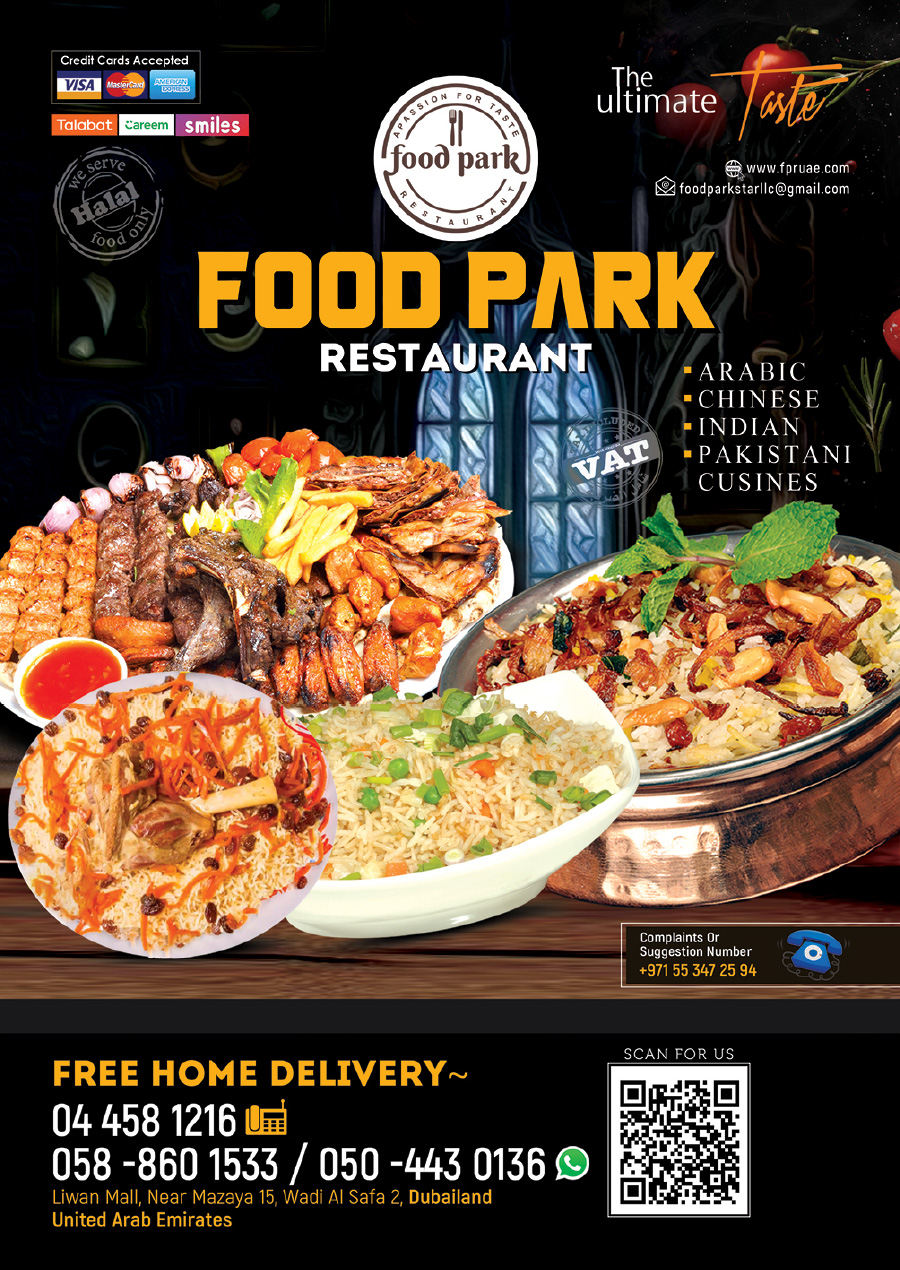 Credit Cards Accepted
VISA MasterCard AMERICAN EXPRESS
Talabat Careem smiles
we serve
Halal
food only
APASSION FOR TASTE
food park
RESTAURANT
The
ultimate Taste
www.fpruae.com
foodparkstarllc@gmail.com
FOOD PARK
RESTAURANT
ARABIC
CHINESE
INDIAN
PAKISTANI
CUSINES
VAT
Complaints Or
Suggestion Number
+971 55 347 25 94
FREE HOME DELIVERY~
04 458 1216
058 -860 1533 / 050 -443 0136
Liwan Mall, Near Mazaya 15, Wadi Al Safa 2, Dubailand
United Arab Emirates
SCAN FOR US